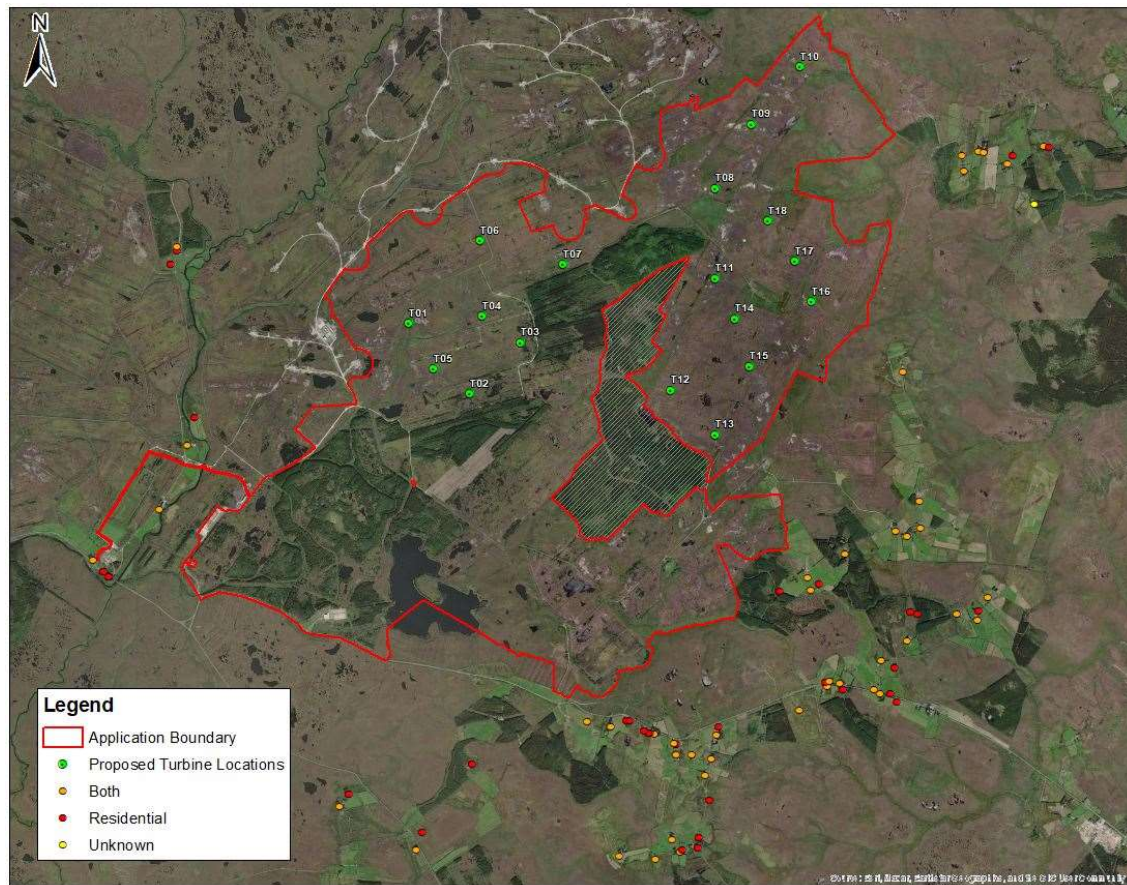 N
T10
T09
T08
T18
T06
T07
T17
T11
T16
T01
T04
T14
T03
T05
T15
T02
T12
T13
Legend
Application Boundary
Proposed Turbine Locations
Both
Residential
Unknown